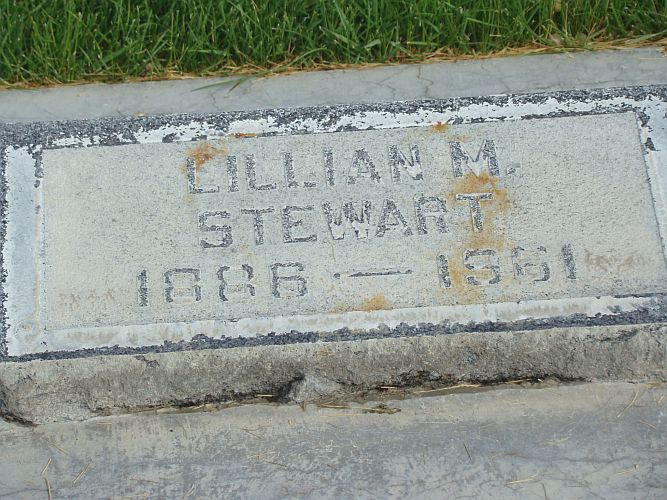 LILLIAN M.
STEWART
1886 — 1961